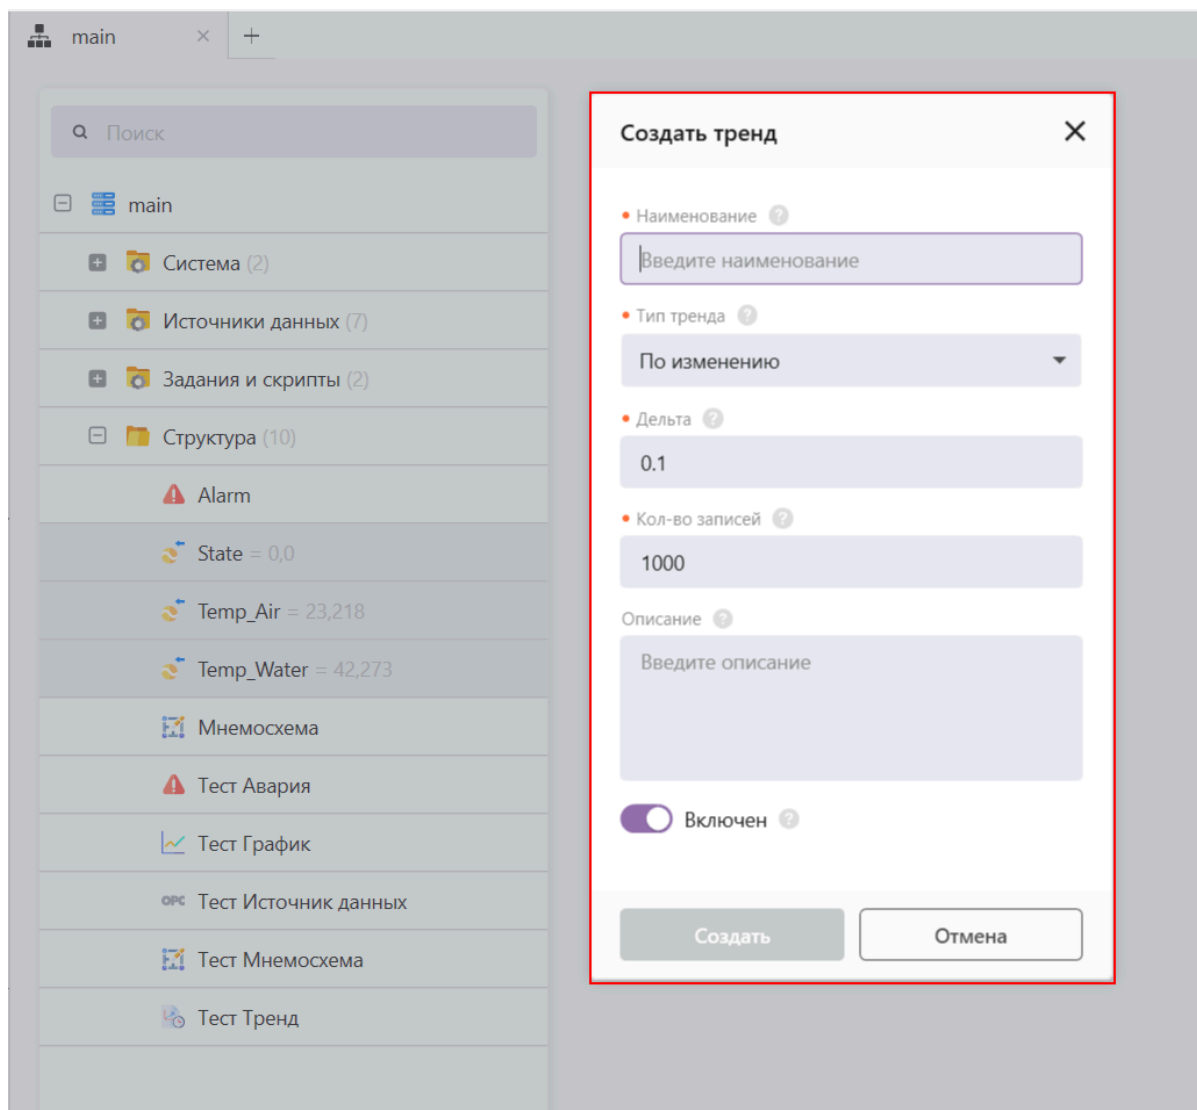 main
Поиск
main
Система (2)
Источники данных (7)
Задания и скрипты (2)
Структура (10)
Alarm
State = 0,0
Temp_Air = 23,218
Temp_Water = 42,273
Мнемосхема
Тест Авария
Тест График
OPC Тест Источник данных
Тест Мнемосхема
Тест Тренд
Создать тренд
Наименование ?
Введите наименование
Тип тренда ?
По изменению
Дельта ?
0.1
Кол-во записей ?
1000
Описание ?
Введите описание
Включен ?
Создать
Отмена